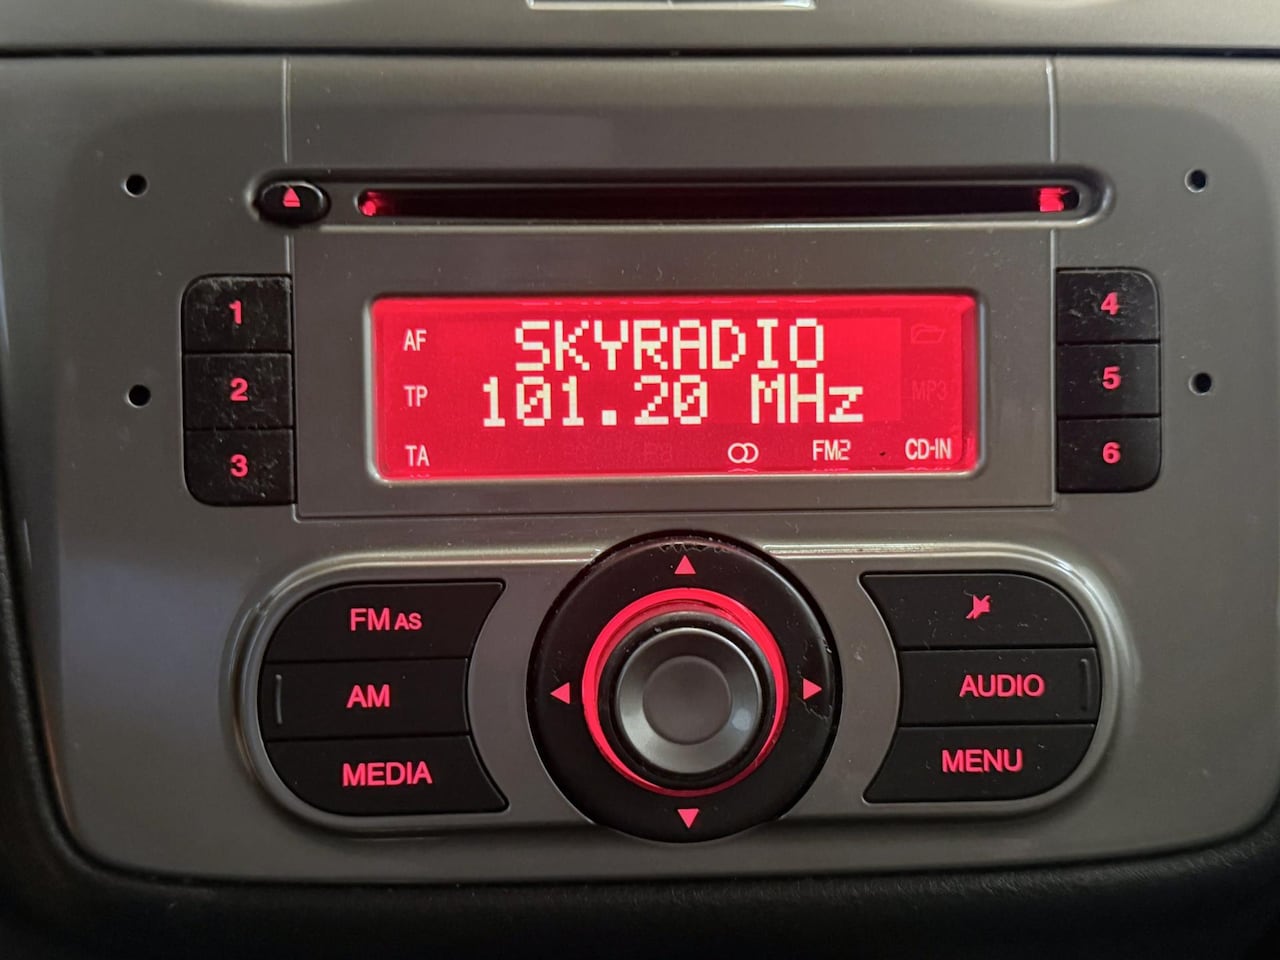 1
2
3
AF
TP
TA
SKYRADIO
101.20 MHz
MP3
FM2
CD-IN
4
5
6
FM AS
AM
MEDIA
AUDIO
MENU